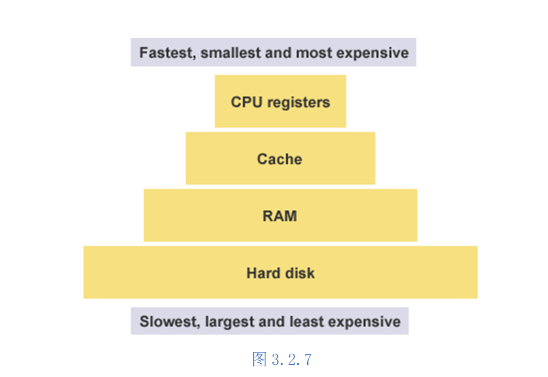 Fastest, smallest and most expensive
CPU registers
Cache
RAM
Hard disk
Slowest, largest and least expensive
图 3.2.7